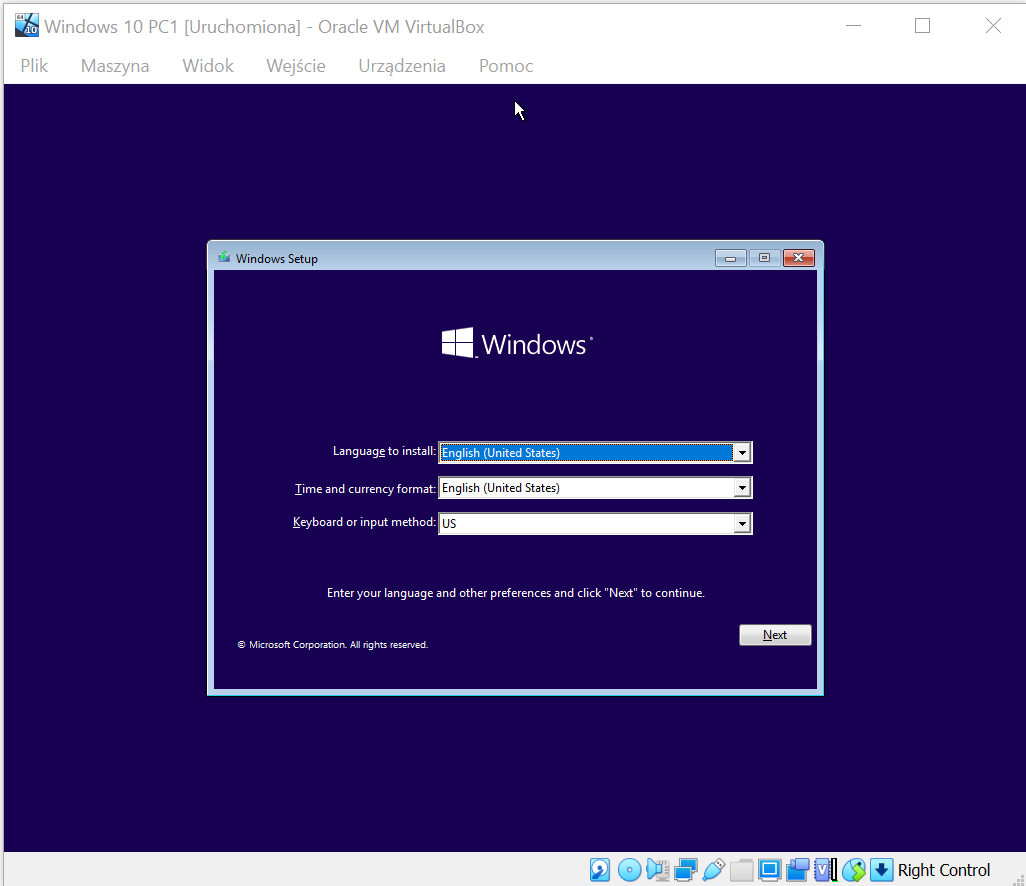 Windows 10 PC1 [Uruchomiona] - Oracle VM VirtualBox
Plik Maszyna Widok Wejście Urządzenia Pomoc
Windows Setup
Windows
Language to install: English (United States)
Time and currency format: English (United States)
Keyboard or input method: US
Enter your language and other preferences and click "Next" to continue.
Next
© Microsoft Corporation. All rights reserved.
Right Control